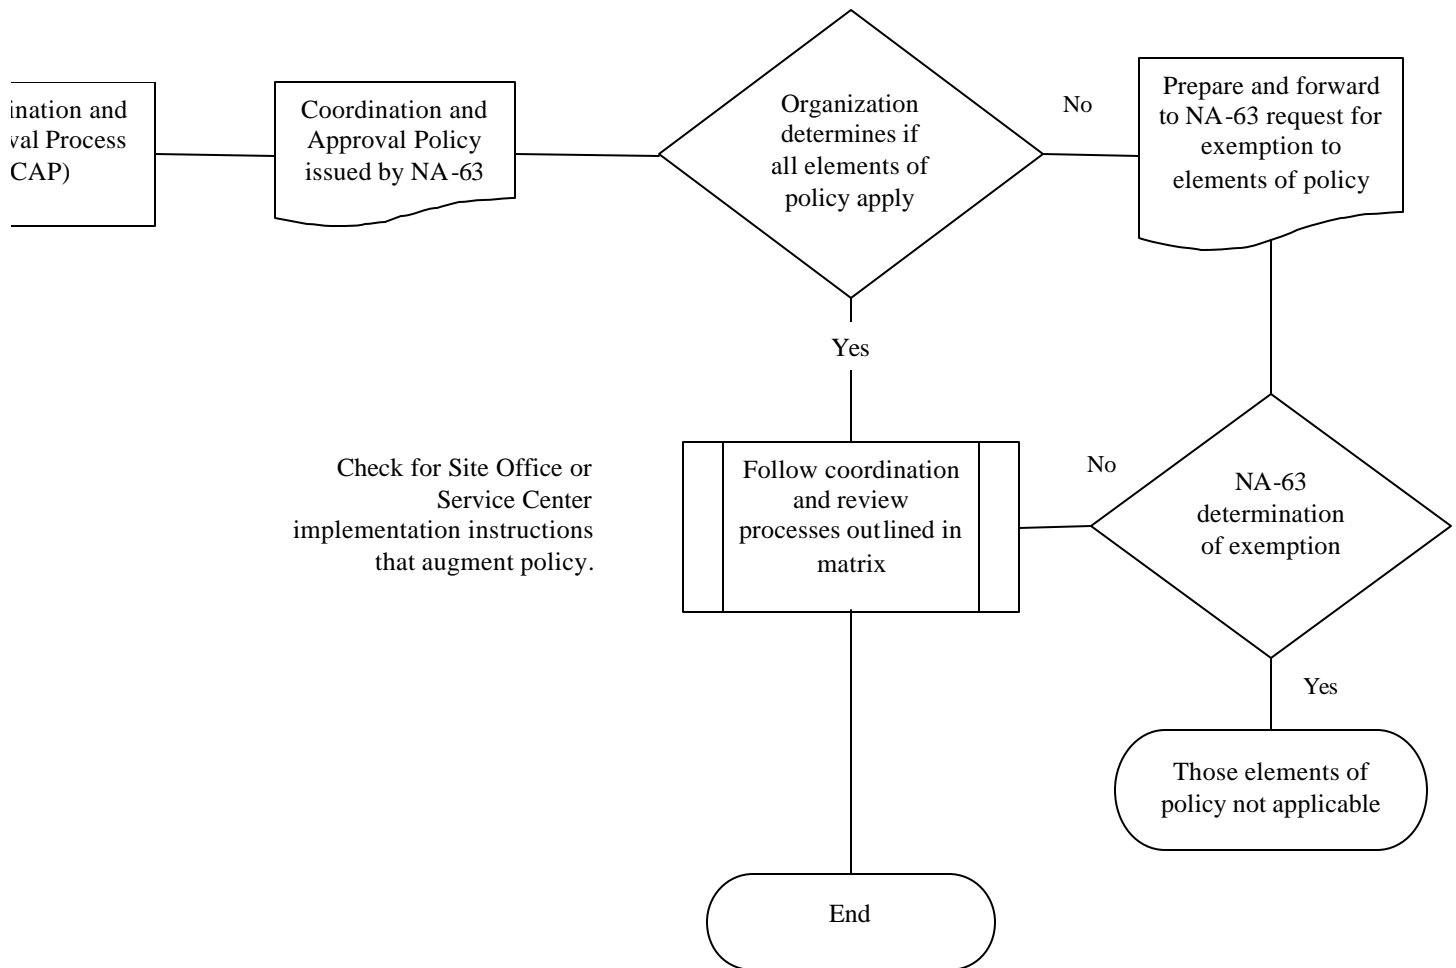 ination and
val Process
CAP)
Coordination and
Approval Policy
issued by NA-63
Organization
determines if
all elements of
policy apply
No
Prepare and forward
to NA-63 request for
exemption to
elements of policy
Yes
Check for Site Office or
Service Center
implementation instructions
that augment policy.
Follow coordination
and review
processes outlined in
matrix
No
NA-63
determination
of exemption
Yes
Those elements of
policy not applicable
End